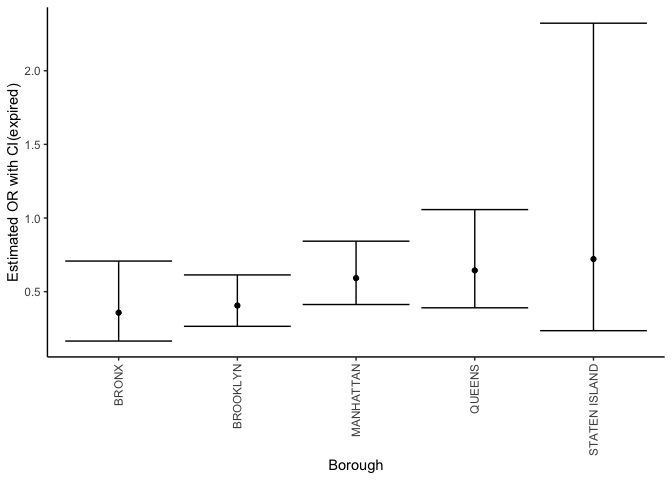 Estimated OR with CI(expired)
2.0
1.5
1.0
0.5
BRONX
BROOKLYN
MANHATTAN
QUEENS
STATEN ISLAND
Borough